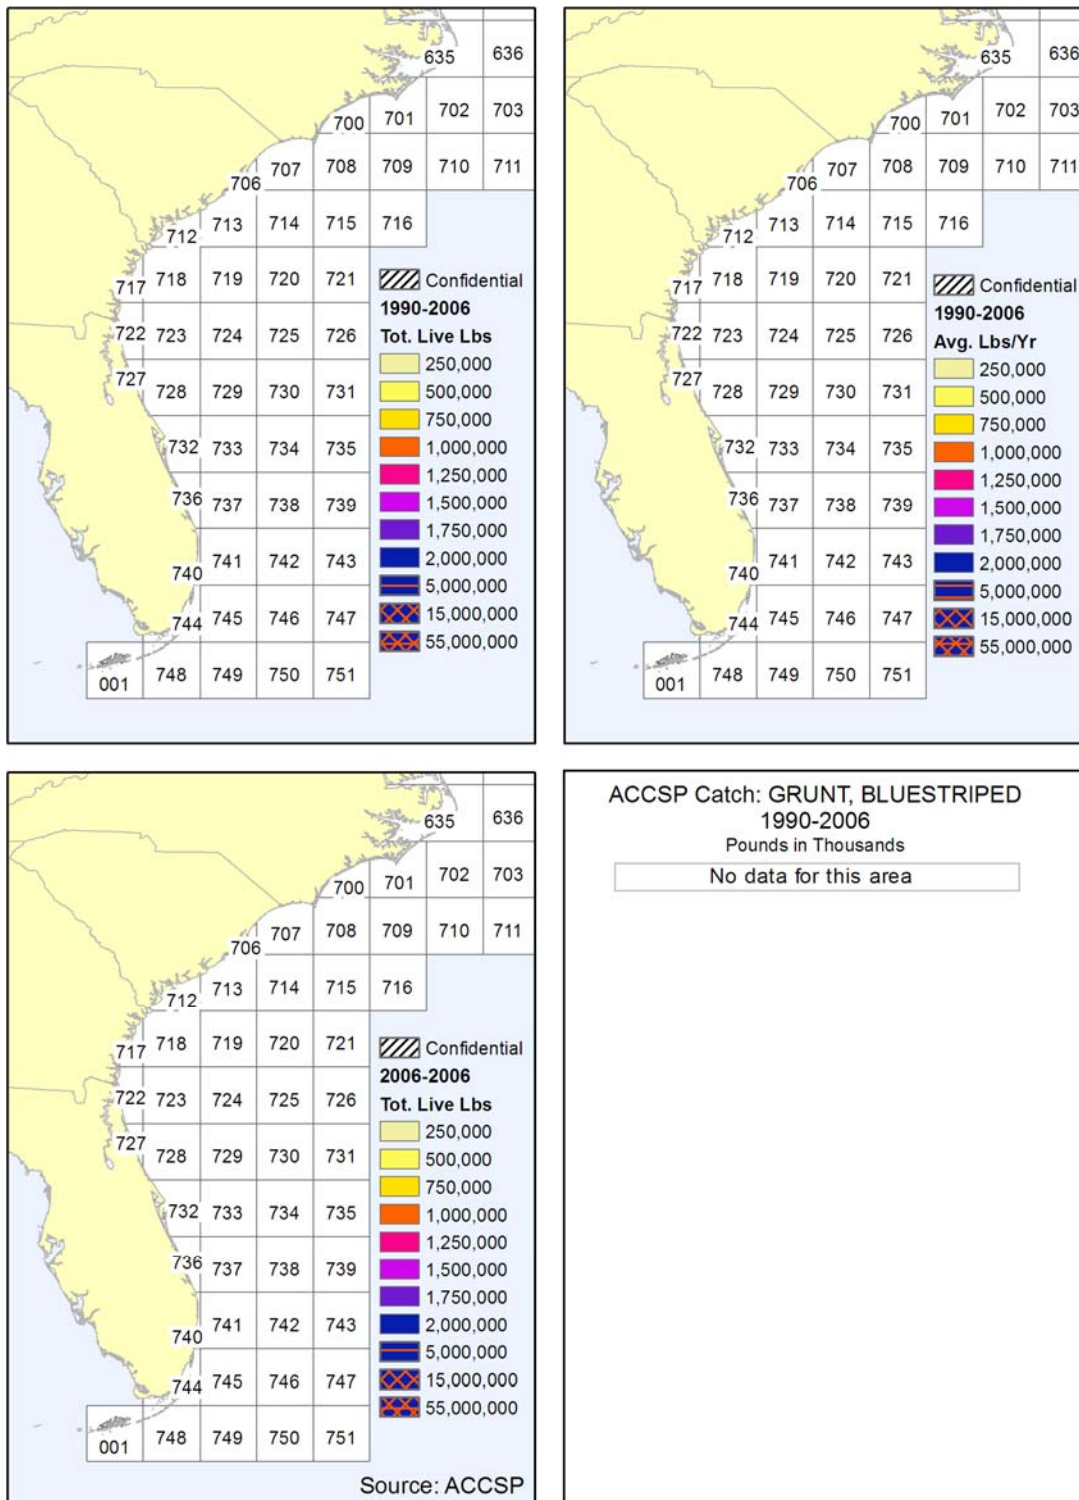 635 636
700 701 702 703
706 707 708 709 710 711
712 713 714 715 716
717 718 719 720 721
722 723 724 725 726
727 728 729 730 731
732 733 734 735
736 737 738 739
740 741 742 743
744 745 746 747
001 748 749 750 751
Confidential
1990-2006
Tot. Live Lbs
250,000
500,000
750,000
1,000,000
1,250,000
1,500,000
1,750,000
2,000,000
5,000,000
15,000,000
55,000,000
635 636
700 701 702 703
706 707 708 709 710 711
712 713 714 715 716
717 718 719 720 721
722 723 724 725 726
727 728 729 730 731
732 733 734 735
736 737 738 739
740 741 742 743
744 745 746 747
001 748 749 750 751
Confidential
1990-2006
Avg. Lbs/Yr
250,000
500,000
750,000
1,000,000
1,250,000
1,500,000
1,750,000
2,000,000
5,000,000
15,000,000
55,000,000
635 636
700 701 702 703
706 707 708 709 710 711
712 713 714 715 716
717 718 719 720 721
722 723 724 725 726
727 728 729 730 731
732 733 734 735
736 737 738 739
740 741 742 743
744 745 746 747
001 748 749 750 751
Confidential
2006-2006
Tot. Live Lbs
250,000
500,000
750,000
1,000,000
1,250,000
1,500,000
1,750,000
2,000,000
5,000,000
15,000,000
55,000,000
Source: ACCSP
ACCSP Catch: GRUNT, BLUESTRIPED
1990-2006
Pounds in Thousands
No data for this area